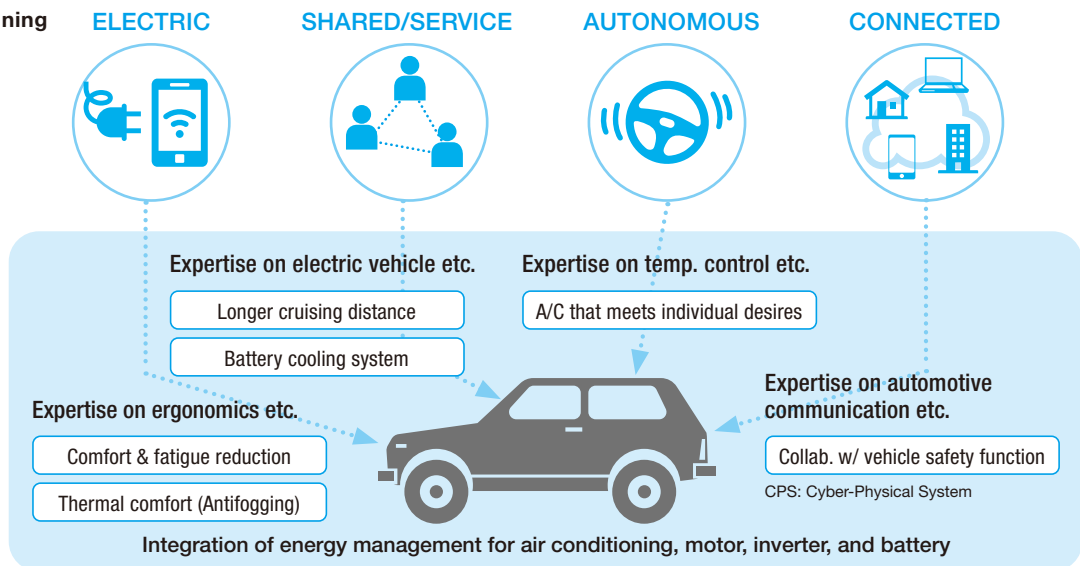 ning
ELECTRIC
SHARED/SERVICE
AUTONOMOUS
CONNECTED
Expertise on electric vehicle etc.
Longer cruising distance
Battery cooling system
Expertise on temp. control etc.
A/C that meets individual desires
Expertise on ergonomics etc.
Comfort & fatigue reduction
Thermal comfort (Antifogging)
Expertise on automotive
communication etc.
Collab. w/ vehicle safety function
CPS: Cyber-Physical System
Integration of energy management for air conditioning, motor, inverter, and battery